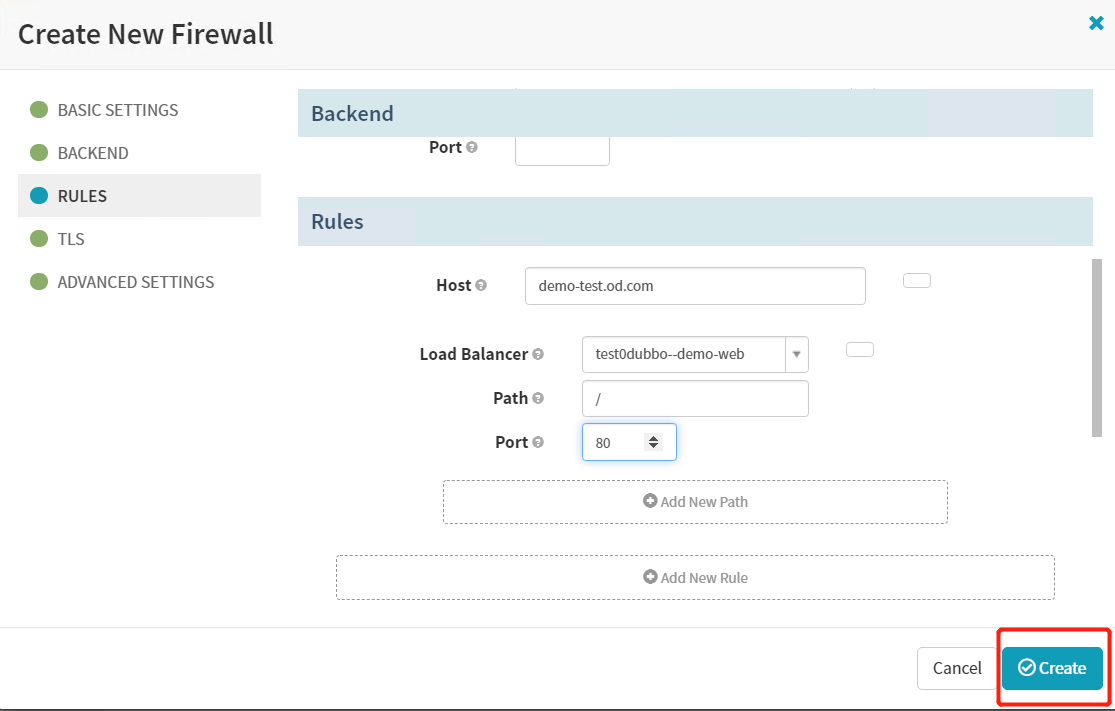 Create New Firewall
BASIC SETTINGS
BACKEND
RULES
TLS
ADVANCED SETTINGS
Backend
Port
Rules
Host demo-test.od.com
Load Balancer test0dubbo--demo-web
Path /
Port 80
Add New Path
Add New Rule
Cancel Create